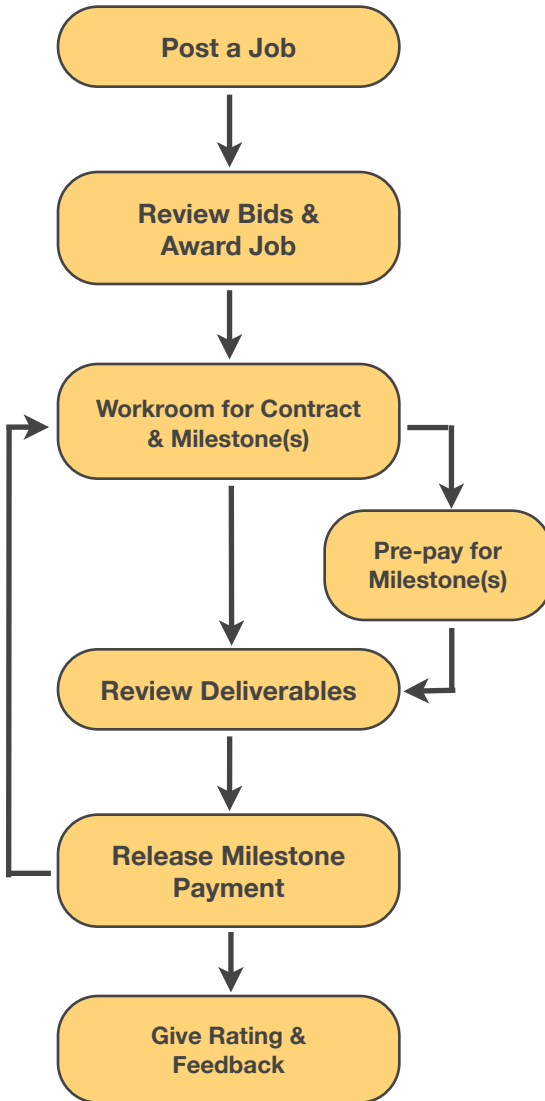 Post a Job
Review Bids &
Award Job
Workroom for Contract
& Milestone(s)
Pre-pay for
Milestone(s)
Review Deliverables
Release Milestone
Payment
Give Rating &
Feedback